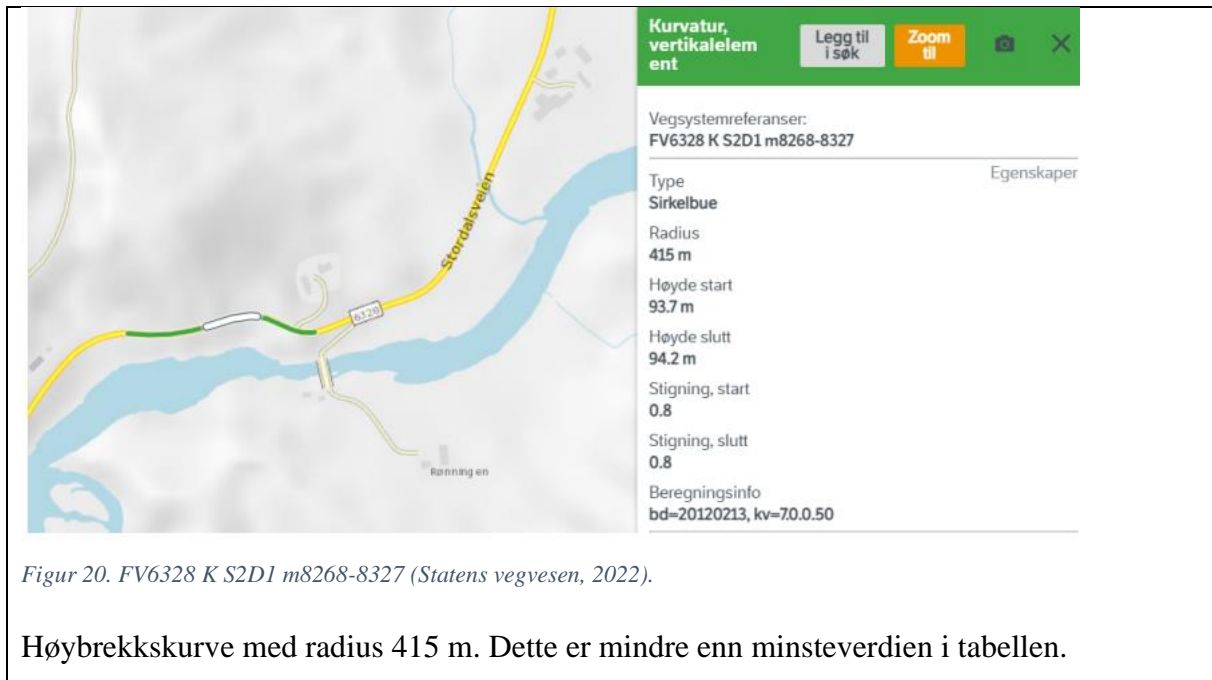 Kurvatur,
vertikalelem
ent
Legg til
i søk
Zoom
til
Vegsystemreferanser:
FV6328 K S2D1 m8268-8327
Egenskaper
Type
Sirkelbue
Radius
415 m
Høyde start
93.7 m
Høyde slutt
94.2 m
Stigning, start
0.8
Stigning, slutt
0.8
Beregningsinfo
bd=20120213, kv=7.0.0.50
Stordalsveien
6328
Rønning en
Figur 20. FV6328 K S2D1 m8268-8327 (Statens vegvesen, 2022).
Høybrekkskurve med radius 415 m. Dette er mindre enn minsteverdien i tabellen.